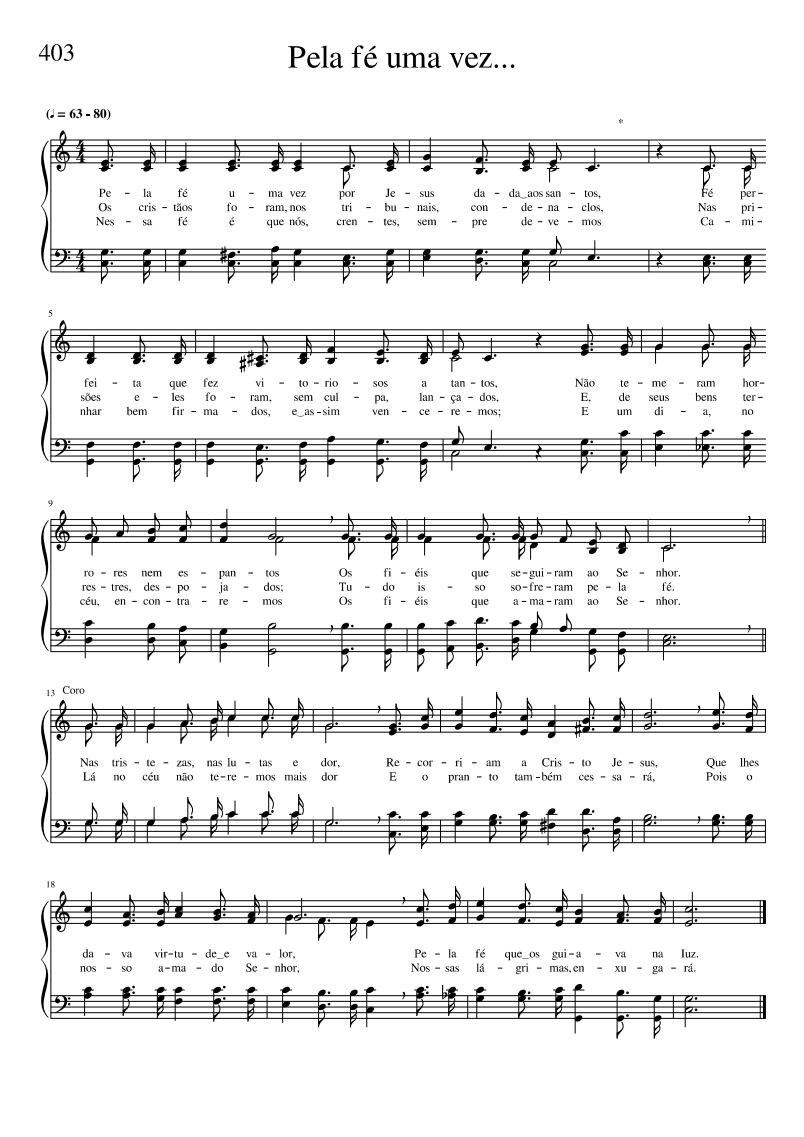 403
Pela fé uma vez...
(♩ = 63 - 80)
*
Pe - la fé u - ma vez por Je - sus da - da_aos san - tos, Fé per -
Os cris - tãos fo - ram, nos tri - bu - nais, con - de - na - clos, Nas pri -
Nes - sa fé é que nós, cren - tes, sem - pre de - ve - mos Ca - mi -
5
fei - ta que fez vi - to - rio - sos a tan - tos, Não te - me - ram hor -
sões e - les fo - ram, sem cul - pa, lan - ça - dos, E, de seus bens ter -
nhar bem fir - ma - dos, e_as - sim ven - ce - re - mos; E um di - a, no
9
ro - res nem es - pan - tos Os fi - éis que se - gui - ram ao Se - nhor.
res - tres, des - po - ja - dos; Tu - do is - so so - fre - ram pe - la fé.
céu, en - con - tra - re - mos Os fi - éis que a - ma - ram ao Se - nhor.
13 Coro
Nas tris - te - zas, nas lu - tas e dor, Re - cor - ri - am a Cris - to Je - sus, Que lhes
Lá no céu não te - re - mos mais dor E o pran - to tam - bém ces - sa - rá, Pois o
18
da - va vir - tu - de_e va - lor, Pe - la fé que_os gui - a - va na luz.
nos - so a - ma - do Se - nhor, Nos - sas lá - gri - mas, en - xu - ga - rá.